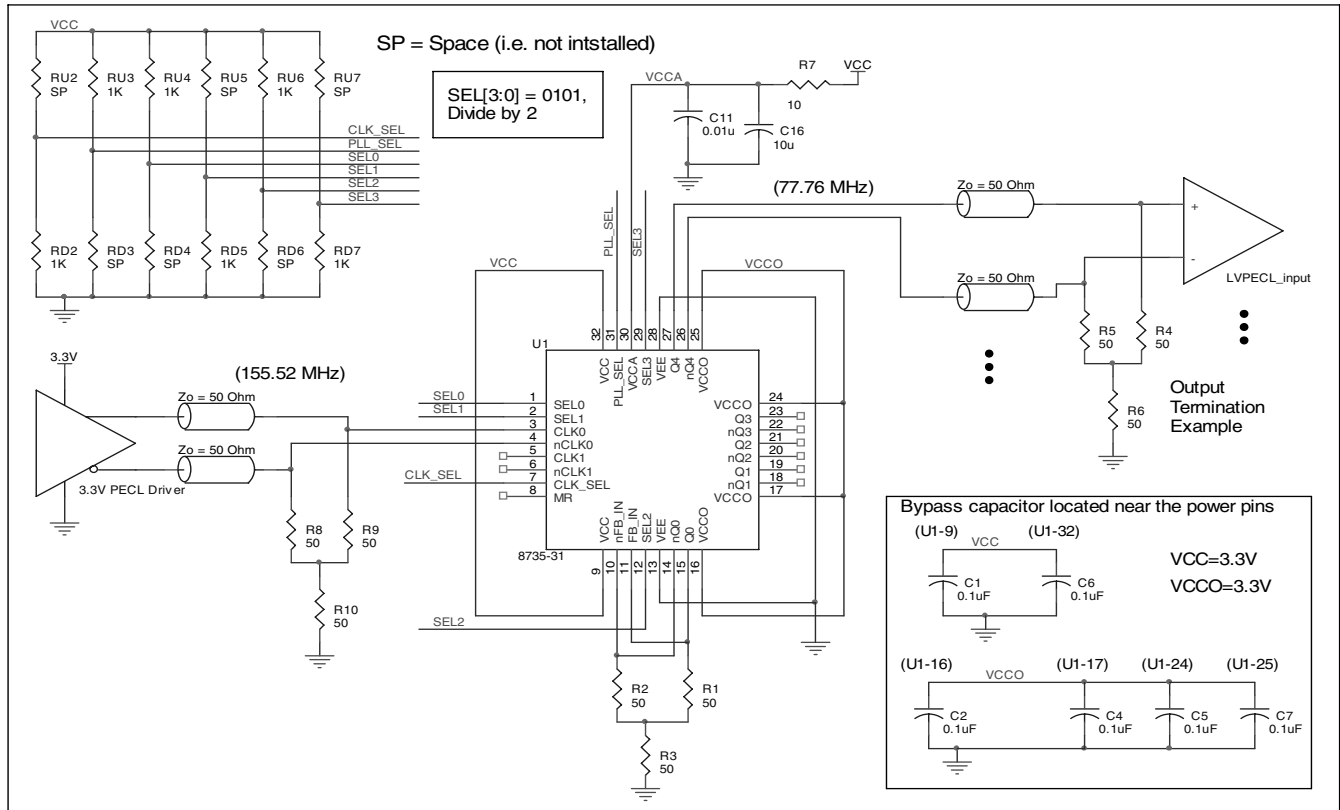 VCC
SP = Space (i.e. not intstalled)
RU2
SP
RU3
1K
RU4
1K
RU5
SP
RU6
1K
RU7
SP
SEL[3:0] = 0101,
Divide by 2
CLK_SEL
PLL_SEL
SEL0
SEL1
SEL2
SEL3
RD2
1K
RD3
SP
RD4
SP
RD5
1K
RD6
SP
RD7
1K
VCCA
R7
10
VCC
C11
0.01u
C16
10u
(77.76 MHz)
Zo = 50 Ohm
Zo = 50 Ohm
+
-
LVPECL_input
R5
50
R4
50
R6
50
Output
Termination
Example
PLL_SEL
SEL3
VCC
VCCO
3.3V
(155.52 MHz)
Zo = 50 Ohm
Zo = 50 Ohm
3.3V PECL Driver
R8
50
R9
50
R10
50
SEL0
SEL1
CLK_SEL
SEL2
U1
32
31
30
29
28
27
26
25
VCC
PLL_SEL
VCCA
SEL3
VEE
Q4
nQ4
VCCO
1 SEL0
2 SEL1
3 CLK0
4 nCLK0
5 CLK1
6 nCLK1
7 CLK_SEL
8 MR
VCCO 24
Q3 23
nQ3 22
Q2 21
nQ2 20
Q1 19
nQ1 18
VCCO 17
VCC
nFB_IN
FB_IN
SEL2
VEE
nQ0
Q0
VCCO
8735-31
9
10
11
12
13
14
15
16
R2
50
R1
50
R3
50
Bypass capacitor located near the power pins
(U1-9)
(U1-32)
VCC
C1
0.1uF
C6
0.1uF
VCC=3.3V
VCCO=3.3V
(U1-16)
(U1-17)
(U1-24)
(U1-25)
VCCO
C2
0.1uF
C4
0.1uF
C5
0.1uF
C7
0.1uF